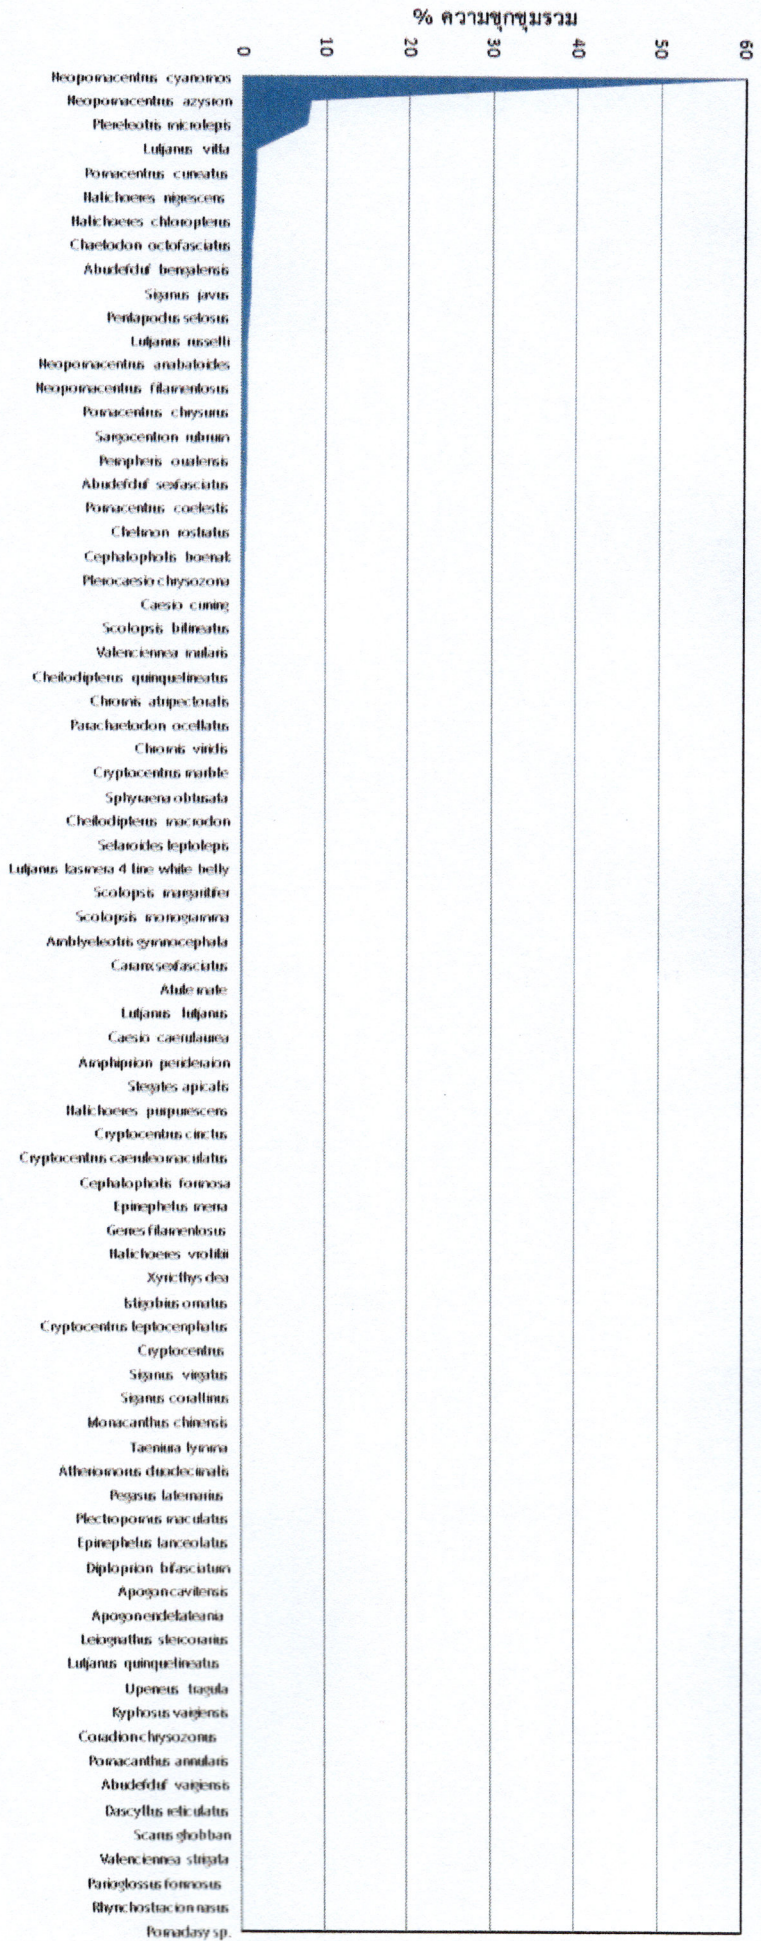 % ความชุกชุมรวม
0 10 20 30 40 50 60
Neopomacentrus cyanomos
Neopomacentrus azysron
Ptereleotris microlepis
Lutjanus vitta
Pomacentrus cuneatus
Halichoeres nigrescens
Halichoeres chloropterus
Chaetodon octofasciatus
Abudefduf bengalensis
Siganus javus
Pentapodus setosus
Lutjanus russelli
Neopomacentrus anabatoides
Neopomacentrus filamentosus
Pomacentrus chrysurus
Sargocentron rubrum
Pempheris oualensis
Abudefduf sexfasciatus
Pomacentrus coelestis
Chelmon rostratus
Cephalopholis boenak
Pterocaesio chrysozona
Caesio cuning
Scolopsis bilineatus
Valenciennea muralis
Cheilodipterus quinquelineatus
Chromis atripectoralis
Parachaetodon ocellatus
Chromis viridis
Cryptocentrus marble
Sphyraena obtusata
Cheilodipterus macrodon
Selaroides leptolepis
Lutjanus kasmera 4 line white belly
Scolopsis margaritifer
Scolopsis monogramma
Amblyeleotris gymnocephala
Caranx sexfasciatus
Atule mate
Lutjanus lutjanus
Caesio caerulaurea
Amphiprion perideraion
Stegates apicalis
Halichoeres purpurescens
Cryptocentrus cinctus
Cryptocentrus caeruleomaculatus
Cephalopholis formosa
Epinephelus merra
Gerres filamentosus
Halichoeres vrolikii
Xyricthys dea
Istigobius ornatus
Cryptocentrus leptocenphalus
Cryptocentrus
Siganus virgatus
Siganus corallinus
Monacanthus chinensis
Taeniura lymma
Atherinomorus duodecimalis
Pegasus laternarius
Plectropomus maculatus
Epinephelus lanceolatus
Diploprion bifasciatum
Apogon cavitensis
Apogon endekataenia
Leiognathus stercorarius
Lutjanus quinquelineatus
Upeneus tragula
Kyphosus vaigiensis
Coradion chrysozonus
Pomacanthus annularis
Abudefduf vaigiensis
Dascyllus reticulatus
Scarus ghobban
Valenciennea strigata
Parioglossus formosus
Rhynchostracion nasus
Pomadasy sp.